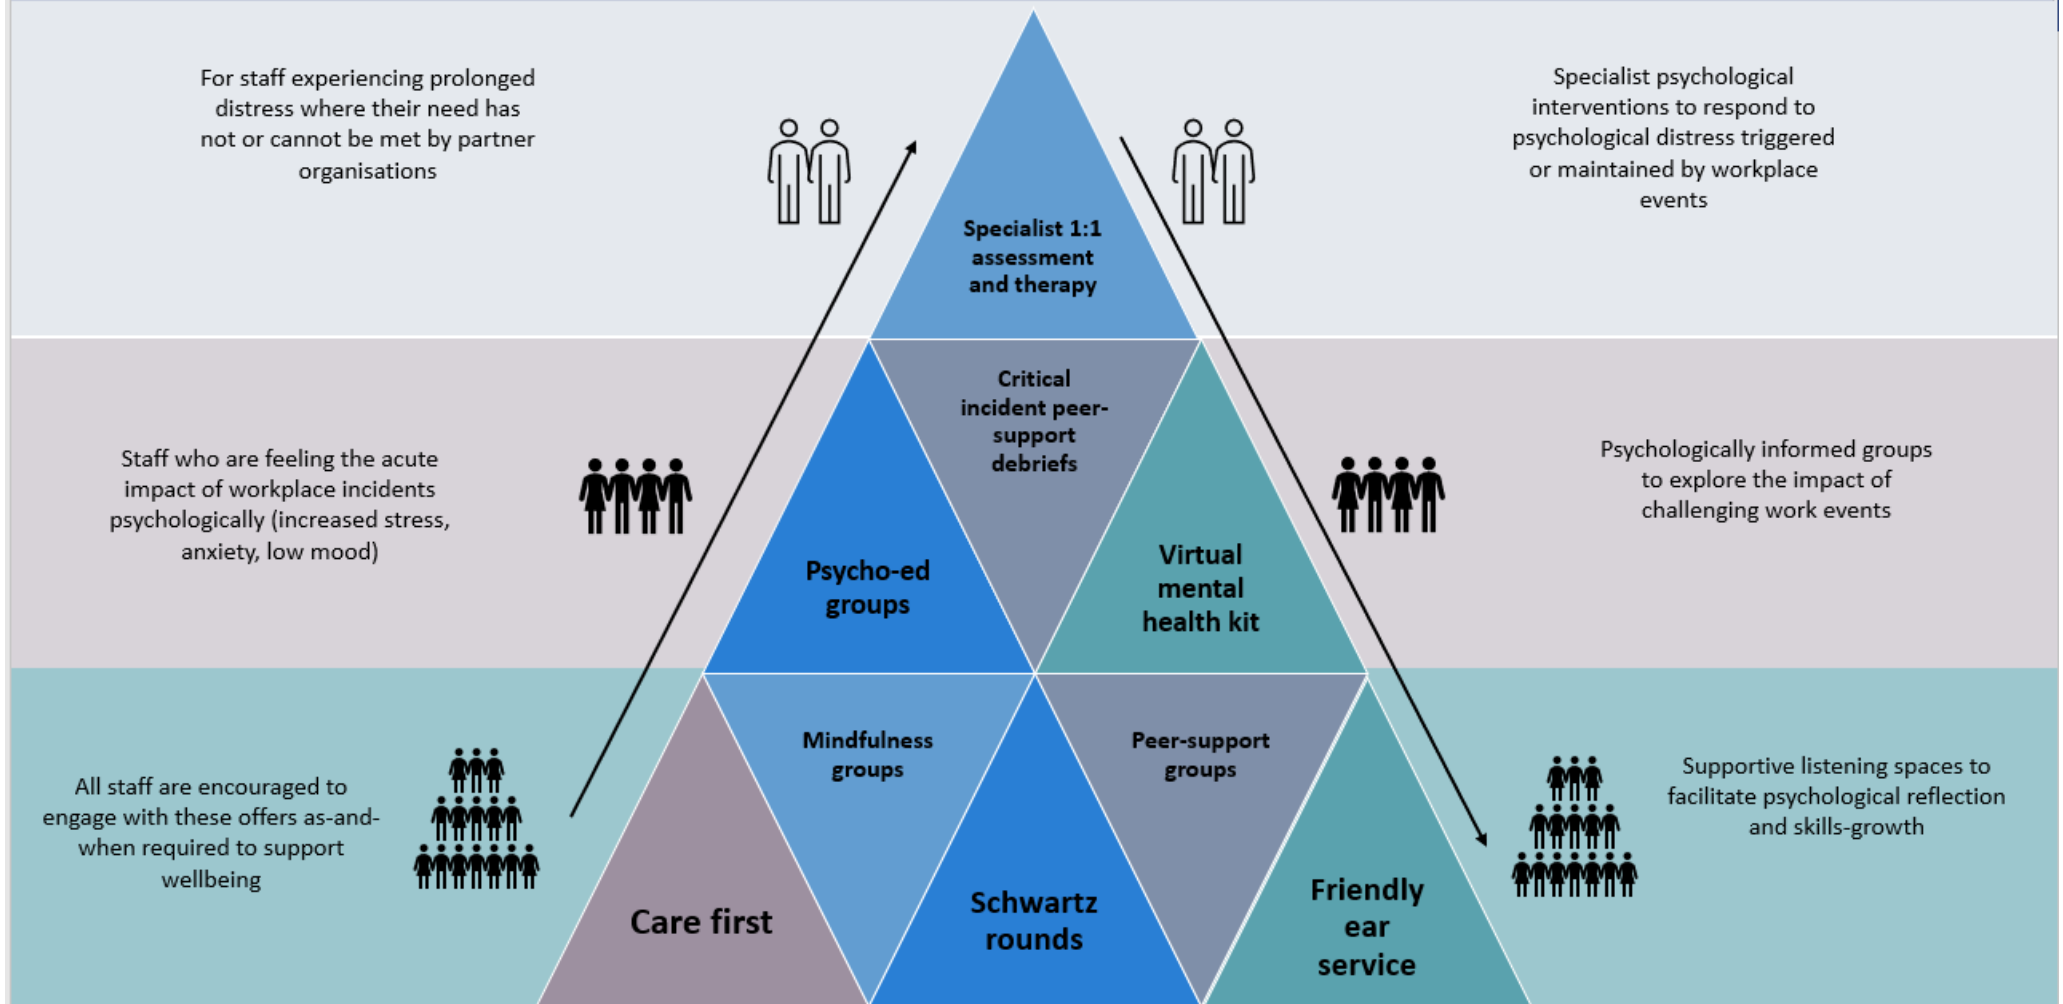 For staff experiencing prolonged
distress where their need has
not or cannot be met by partner
organisations
Specialist 1:1
assessment
and therapy
Specialist psychological
interventions to respond to
psychological distress triggered
or maintained by workplace
events
Staff who are feeling the acute
impact of workplace incidents
psychologically (increased stress,
anxiety, low mood)
Psycho-ed
groups
Critical
incident peer-
support
debriefs
Virtual
mental
health kit
Psychologically informed groups
to explore the impact of
challenging work events
All staff are encouraged to
engage with these offers as-and-
when required to support
wellbeing
Care first
Mindfulness
groups
Schwartz
rounds
Peer-support
groups
Friendly
ear
service
Supportive listening spaces to
facilitate psychological reflection
and skills-growth